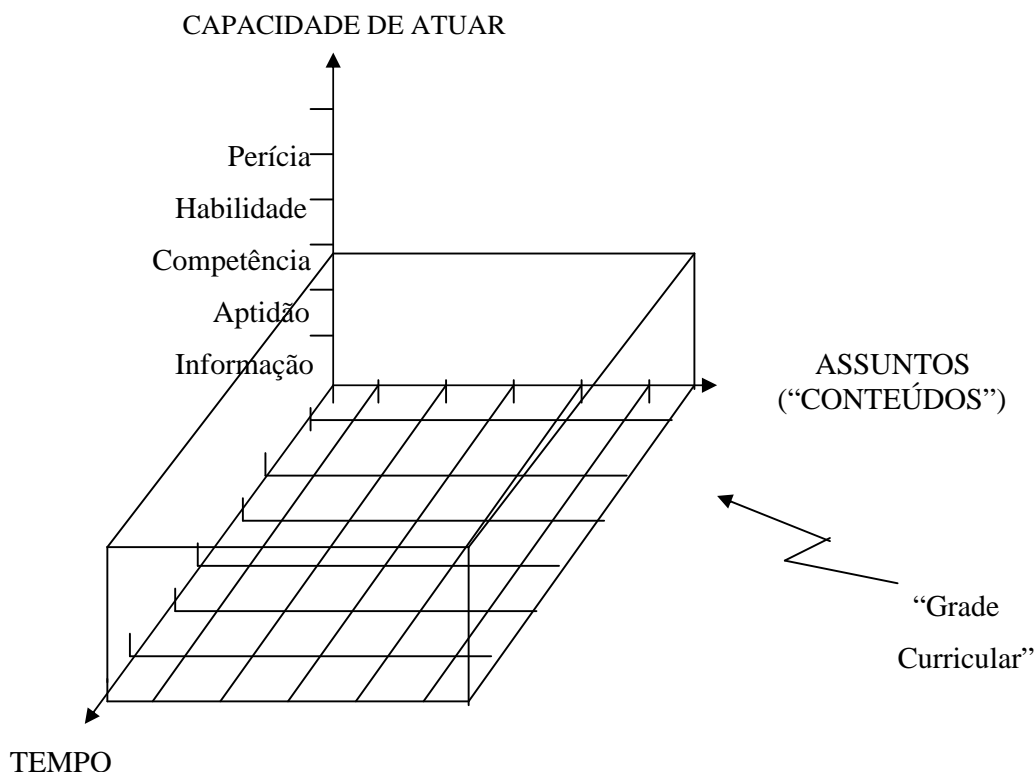 CAPACIDADE DE ATUAR
Perícia
Habilidade
Competência
Aptidão
Informação
ASSUNTOS
(“CONTEÚDOS”)
“Grade
Curricular”
TEMPO